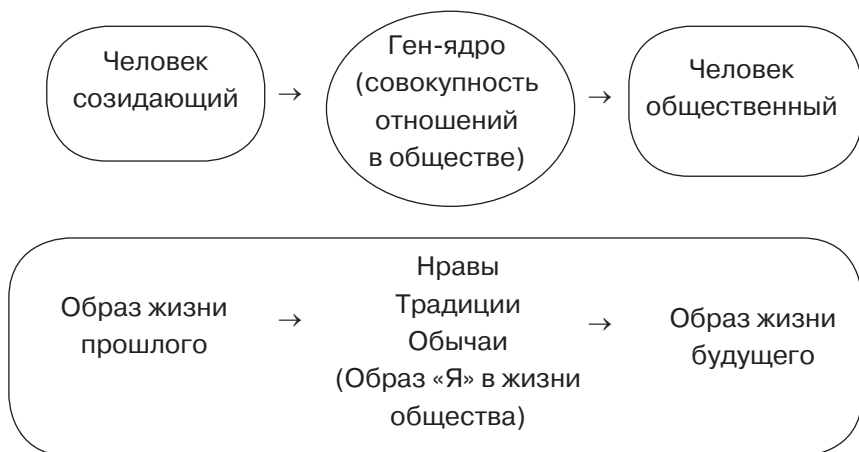 Человек
созидающий
→
Ген-ядро
(совокупность
отношений
в обществе)
→
Человек
общественный
Образ жизни
прошлого
→
Нравы
Традиции
Обычаи
(Образ «Я» в жизни
общества)
→
Образ жизни
будущего